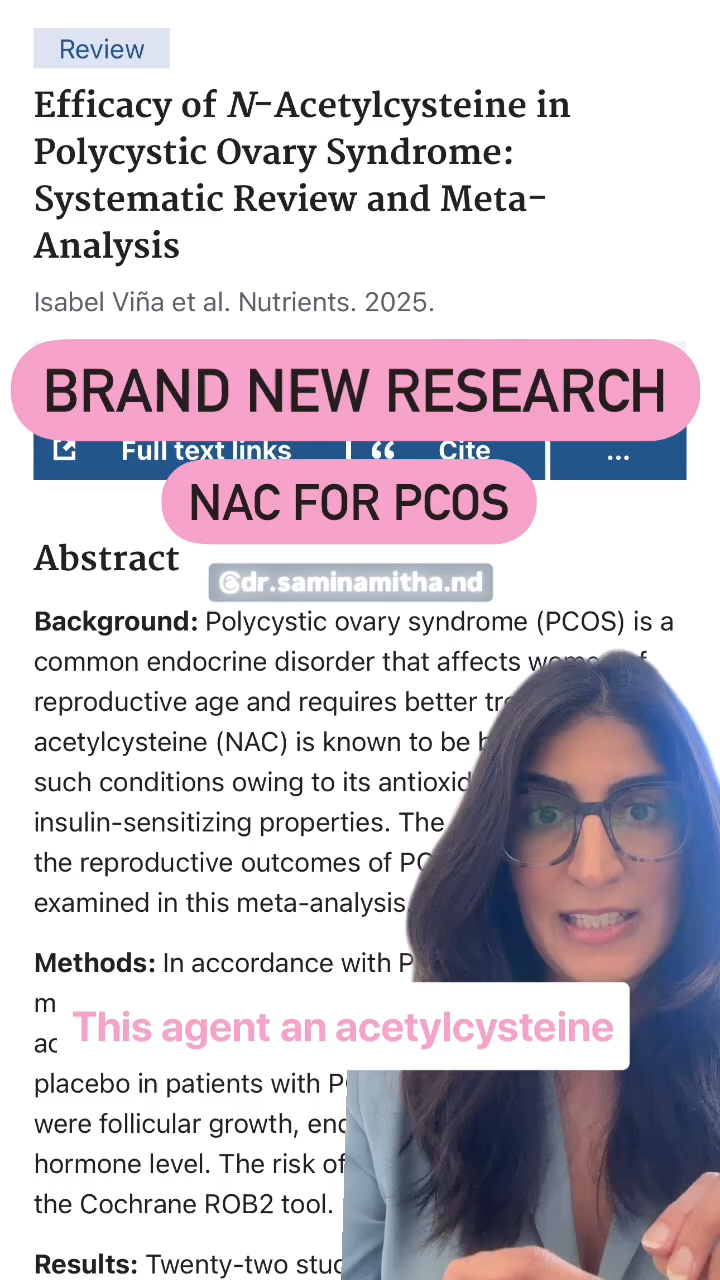 Review
Efficacy of N-Acetylcysteine in
Polycystic Ovary Syndrome:
Systematic Review and Meta-
Analysis
Isabel Viña et al. Nutrients. 2025.
BRAND NEW RESEARCH
Full text links
Cite
...
NAC FOR PCOS
Abstract
@dr.saminamitha.nd
Background: Polycystic ovary syndrome (PCOS) is a
common endocrine disorder that affects
reproductive age and requires better
acetylcysteine (NAC) is known to be
such conditions owing to its
insulin-sensitizing properties. The
the reproductive outcomes of
examined in this meta-analysis
Methods: In accordance with
This agent an acetylcysteine
placebo in patients with
were follicular growth,
hormone level. The risk of
the Cochrane ROB2 tool.
Results: Twenty-two